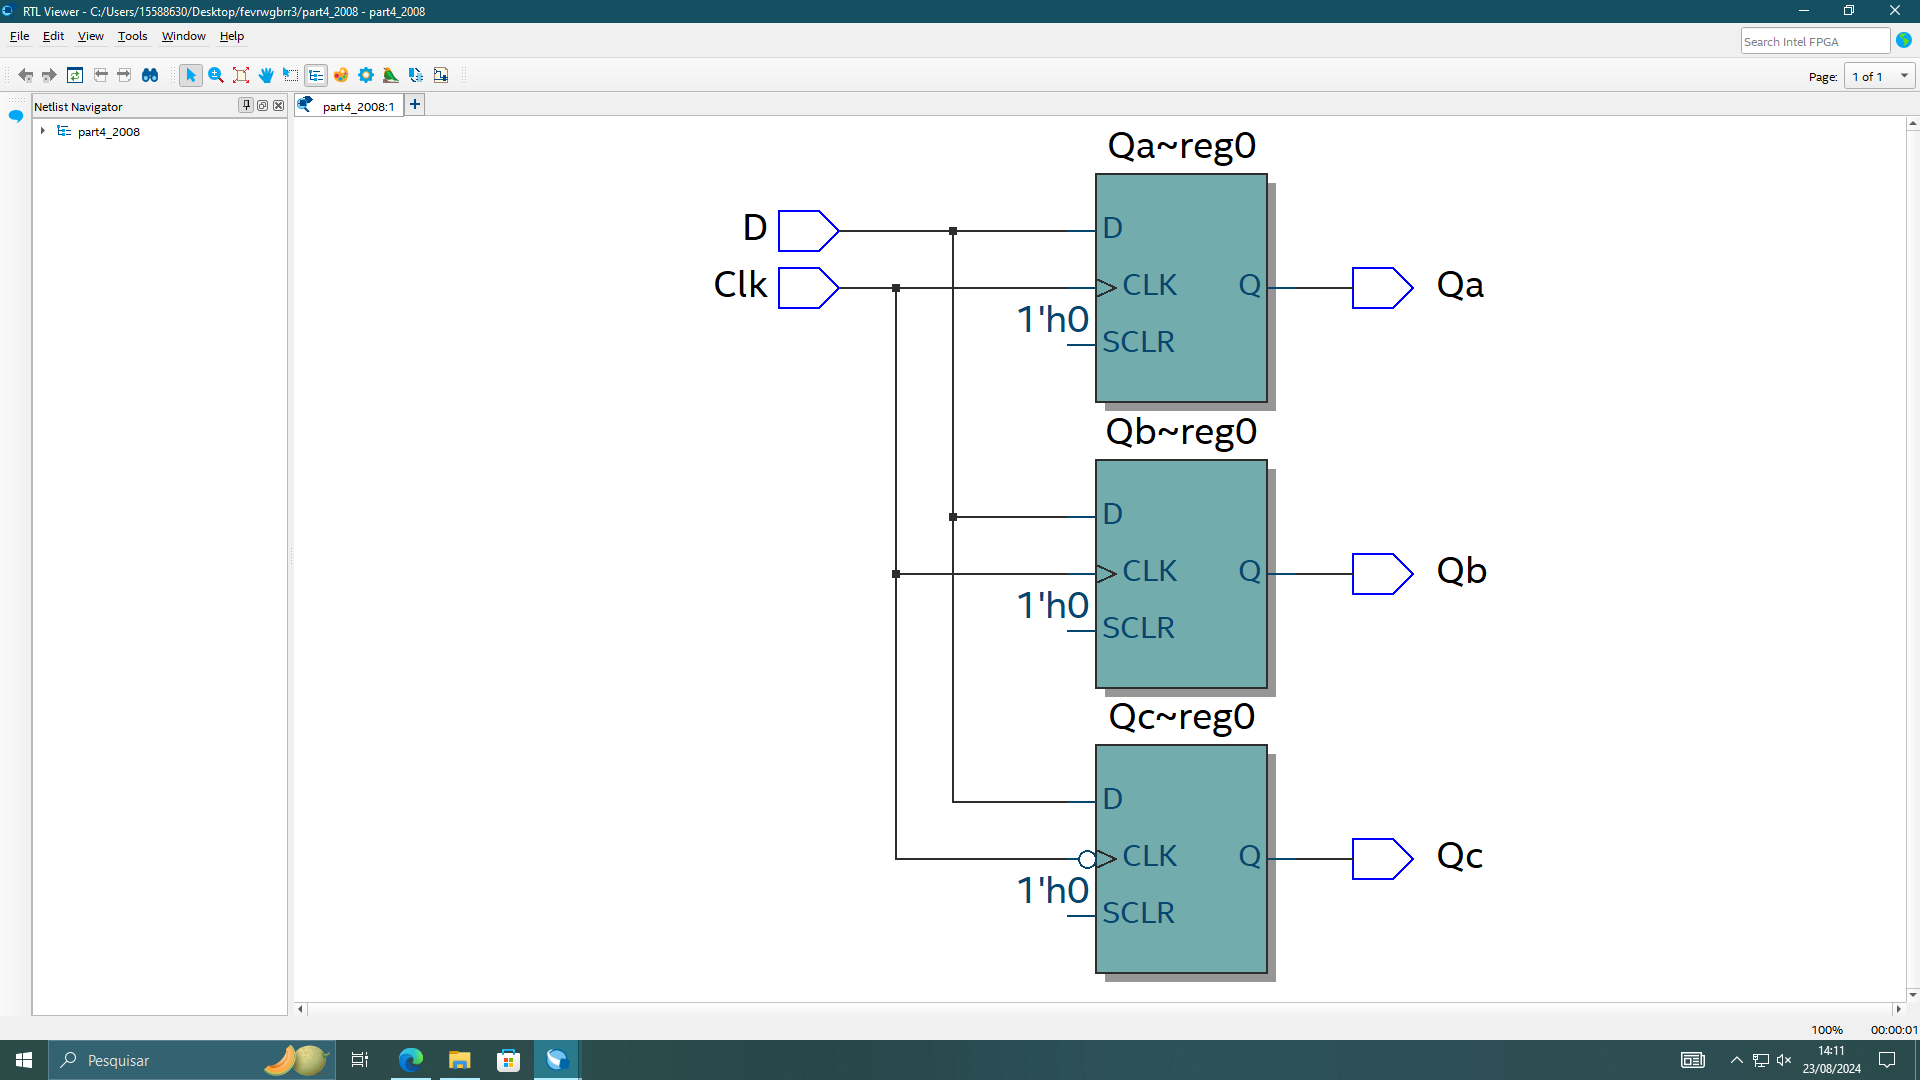 RTL Viewer - C:/Users/15588630/Desktop/fevrwgbrr3/part4_2008 - part4_2008
File Edit View Tools Window Help
Search Intel FPGA
Page: 1 of 1
Netlist Navigator
part4_2008:1
part4_2008
Qa~reg0
D
D
Clk
CLK
Q
Qa
1'h0
SCLR
Qb~reg0
D
CLK
Q
Qb
1'h0
SCLR
Qc~reg0
D
CLK
Q
Qc
1'h0
SCLR
100% 00:00:01
Pesquisar
14:11
23/08/2024